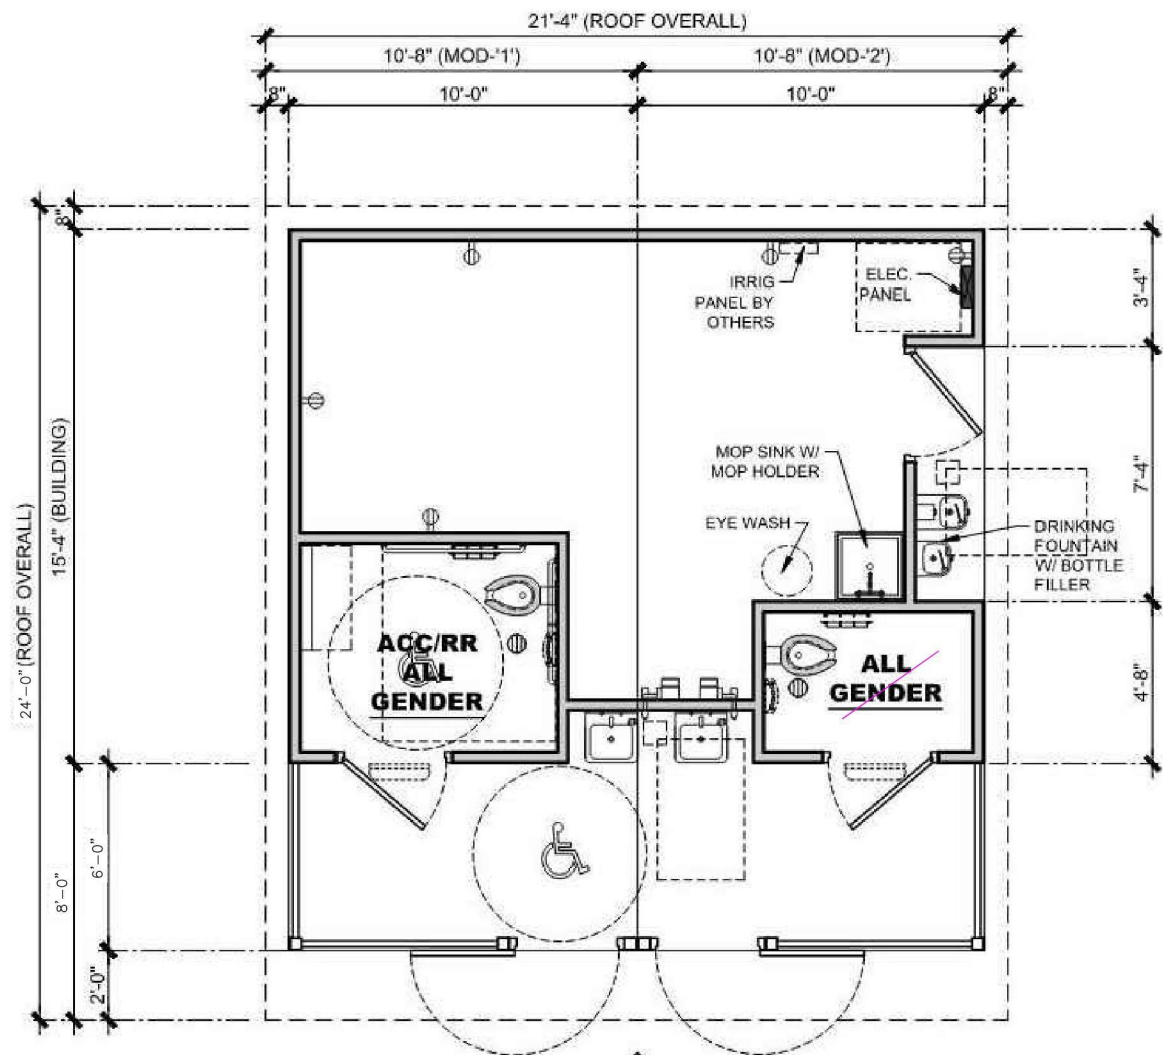 21'-4" (ROOF OVERALL)
10'-8" (MOD-'1')
10'-8" (MOD-'2')
8"
10'-0"
10'-0"
8"
8"
24'-0" (ROOF OVERALL)
15'-4" (BUILDING)
IRRIG
PANEL BY
OTHERS
ELEC.
PANEL
3'-4"
MOP SINK W/
MOP HOLDER
7'-4"
EYE WASH
DRINKING
FOUNTAIN
W/ BOTTLE
FILLER
ACC/RR
ALL
GENDER
ALL
GENDER
4'-8"
8'-0"
6'-0"
2'-0"